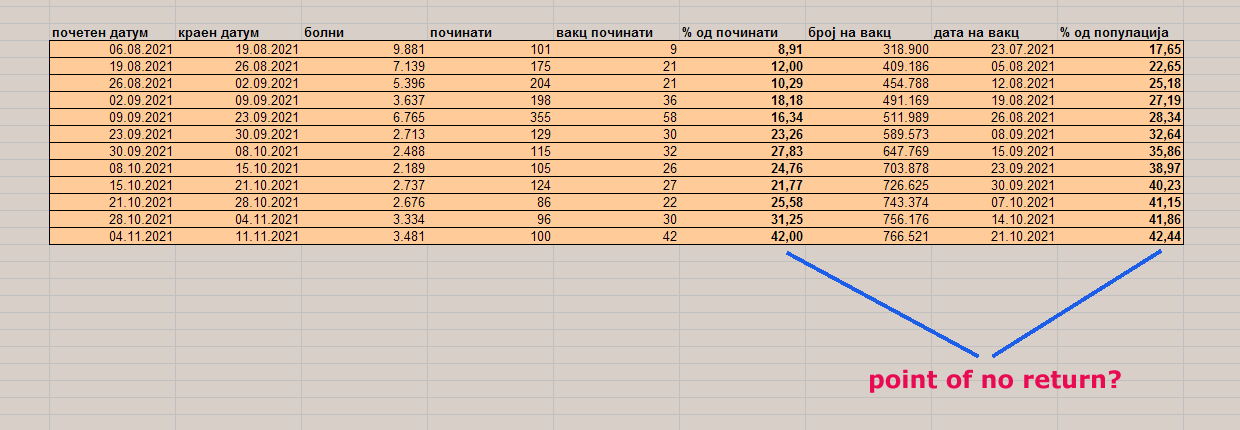 почетен датум краен датум болни починати вакц починати % од починати број на вакц дата на вакц % од популација
06.08.2021 19.08.2021 9.881 101 9 8,91 318.900 23.07.2021 17,65
19.08.2021 26.08.2021 7.139 175 21 12,00 409.186 05.08.2021 22,65
26.08.2021 02.09.2021 5.396 204 21 10,29 454.788 12.08.2021 25,18
02.09.2021 09.09.2021 3.637 198 36 18,18 491.169 19.08.2021 27,19
09.09.2021 23.09.2021 6.765 355 58 16,34 511.989 26.08.2021 28,34
23.09.2021 30.09.2021 2.713 129 30 23,26 589.573 08.09.2021 32,64
30.09.2021 08.10.2021 2.488 115 32 27,83 647.769 15.09.2021 35,86
08.10.2021 15.10.2021 2.189 105 26 24,76 703.878 23.09.2021 38,97
15.10.2021 21.10.2021 2.737 124 27 21,77 726.625 30.09.2021 40,23
21.10.2021 28.10.2021 2.676 86 22 25,58 743.374 07.10.2021 41,15
28.10.2021 04.11.2021 3.334 96 30 31,25 756.176 14.10.2021 41,86
04.11.2021 11.11.2021 3.481 100 42 42,00 766.521 21.10.2021 42,44
point of no return?